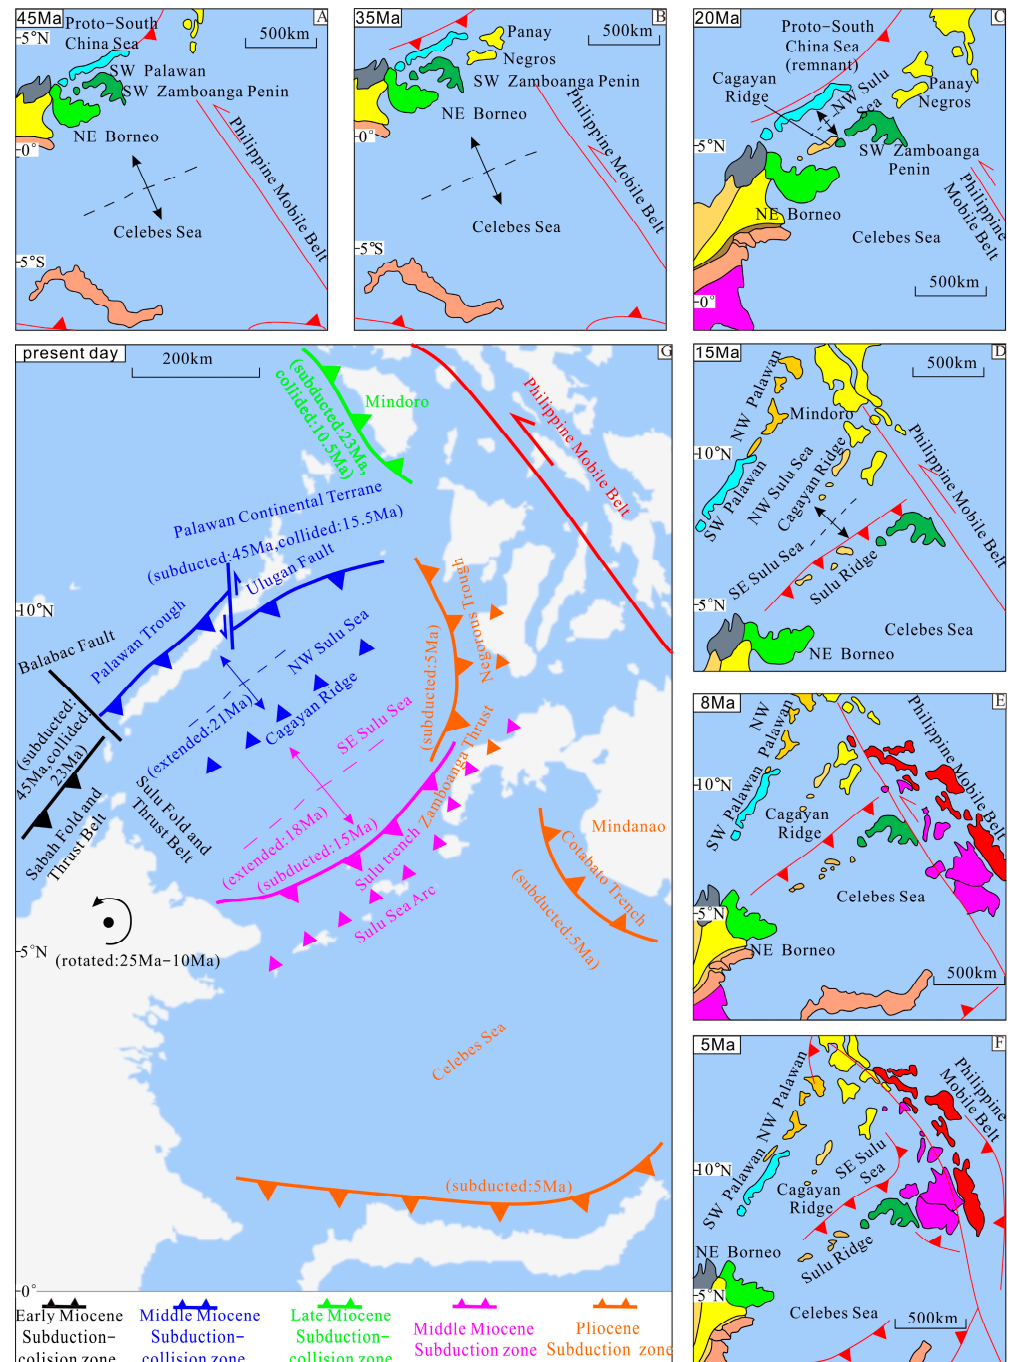 45Ma
A
5°N
Proto-South
China Sea
500km
SW Palawan
SW Zamboanga Penin
NE Borneo
0°
Philippine Mobile Belt
Celebes Sea
5°S
35Ma
B
5°N
Panay
500km
Negros
SW Zamboanga Penin
NE Borneo
0°
Philippine Mobile Belt
Celebes Sea
5°S
20Ma
C
Proto-South
China Sea
(remnant)
500km
Cagayan
Ridge
NW Sulu
Sea
Panay
Negros
5°N
SW Zamboanga
Penin
Philippine
Mobile Belt
NE Borneo
Celebes Sea
500km
0°
present day
G
200km
(subducted:23Ma,
collided:10.5Ma)
Mindoro
Philippine Mobile Belt
Palawan Continental Terrane
(subducted:45Ma,collided:15.5Ma)
Ulugan Fault
10°N
Palawan Trough
Balabac Fault
NW Sulu Sea
Negorous Trough
(subducted:5Ma)
Cagayan Ridge
(extended:21Ma)
SE Sulu Sea
(subducted:
45Ma,collided:
23Ma)
Sulu Fold and
Thrust Belt
Sabah Fold and
Thrust Belt
Zamboanga Thrust
(extended:18Ma)
(subducted:15Ma)
Sulu trench
Sulu Sea Arc
Mindanao
Cotabato Trench
(subducted:5Ma)
5°N
(rotated:25Ma-10Ma)
Celebes Sea
(subducted:5Ma)
0°
Early Miocene
Subduction-
collision zone
Middle Miocene
Subduction-
collision zone
Late Miocene
Subduction-
collision zone
Middle Miocene
Subduction zone
Pliocene
Subduction zone
15Ma
D
500km
NW Palawan
Mindoro
10°N
SW Palawan
NW Sulu Sea
Cagayan Ridge
Philippine Mobile Belt
SE Sulu Sea
Sulu Ridge
5°N
Celebes Sea
NE Borneo
8Ma
E
NW
Palawan
Philippine Mobile Belt
10°N
SW Palawan
Cagayan
Ridge
Celebes Sea
5°N
NE Borneo
500km
5Ma
F
NW Palawan
Philippine
Mobile Belt
SE Sulu
Sea
10°N
SW Palawan
Cagayan
Ridge
Sulu Ridge
NE Borneo
5°N
Celebes Sea
500km